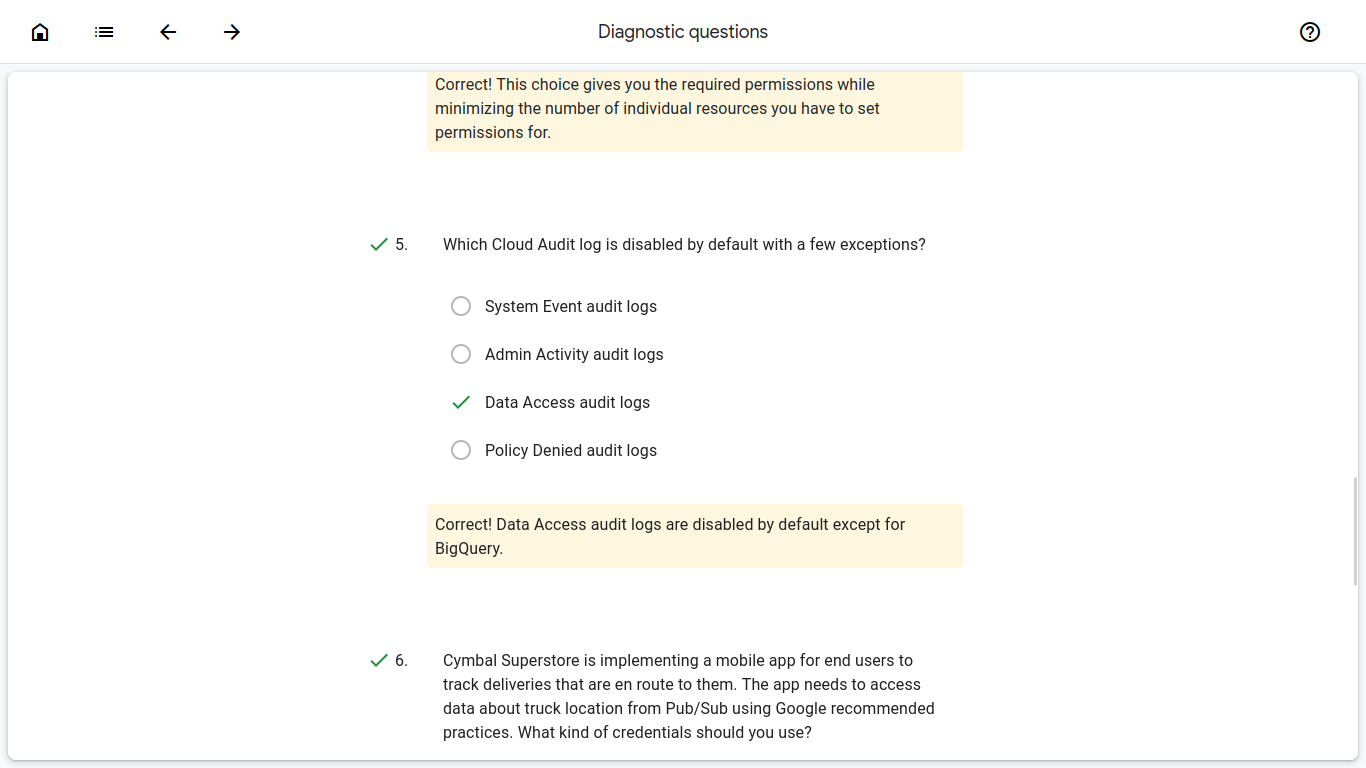 Diagnostic questions
Correct! This choice gives you the required permissions while
minimizing the number of individual resources you have to set
permissions for.
5. Which Cloud Audit log is disabled by default with a few exceptions?
System Event audit logs
Admin Activity audit logs
Data Access audit logs
Policy Denied audit logs
Correct! Data Access audit logs are disabled by default except for
BigQuery.
6. Cymbal Superstore is implementing a mobile app for end users to
track deliveries that are en route to them. The app needs to access
data about truck location from Pub/Sub using Google recommended
practices. What kind of credentials should you use?